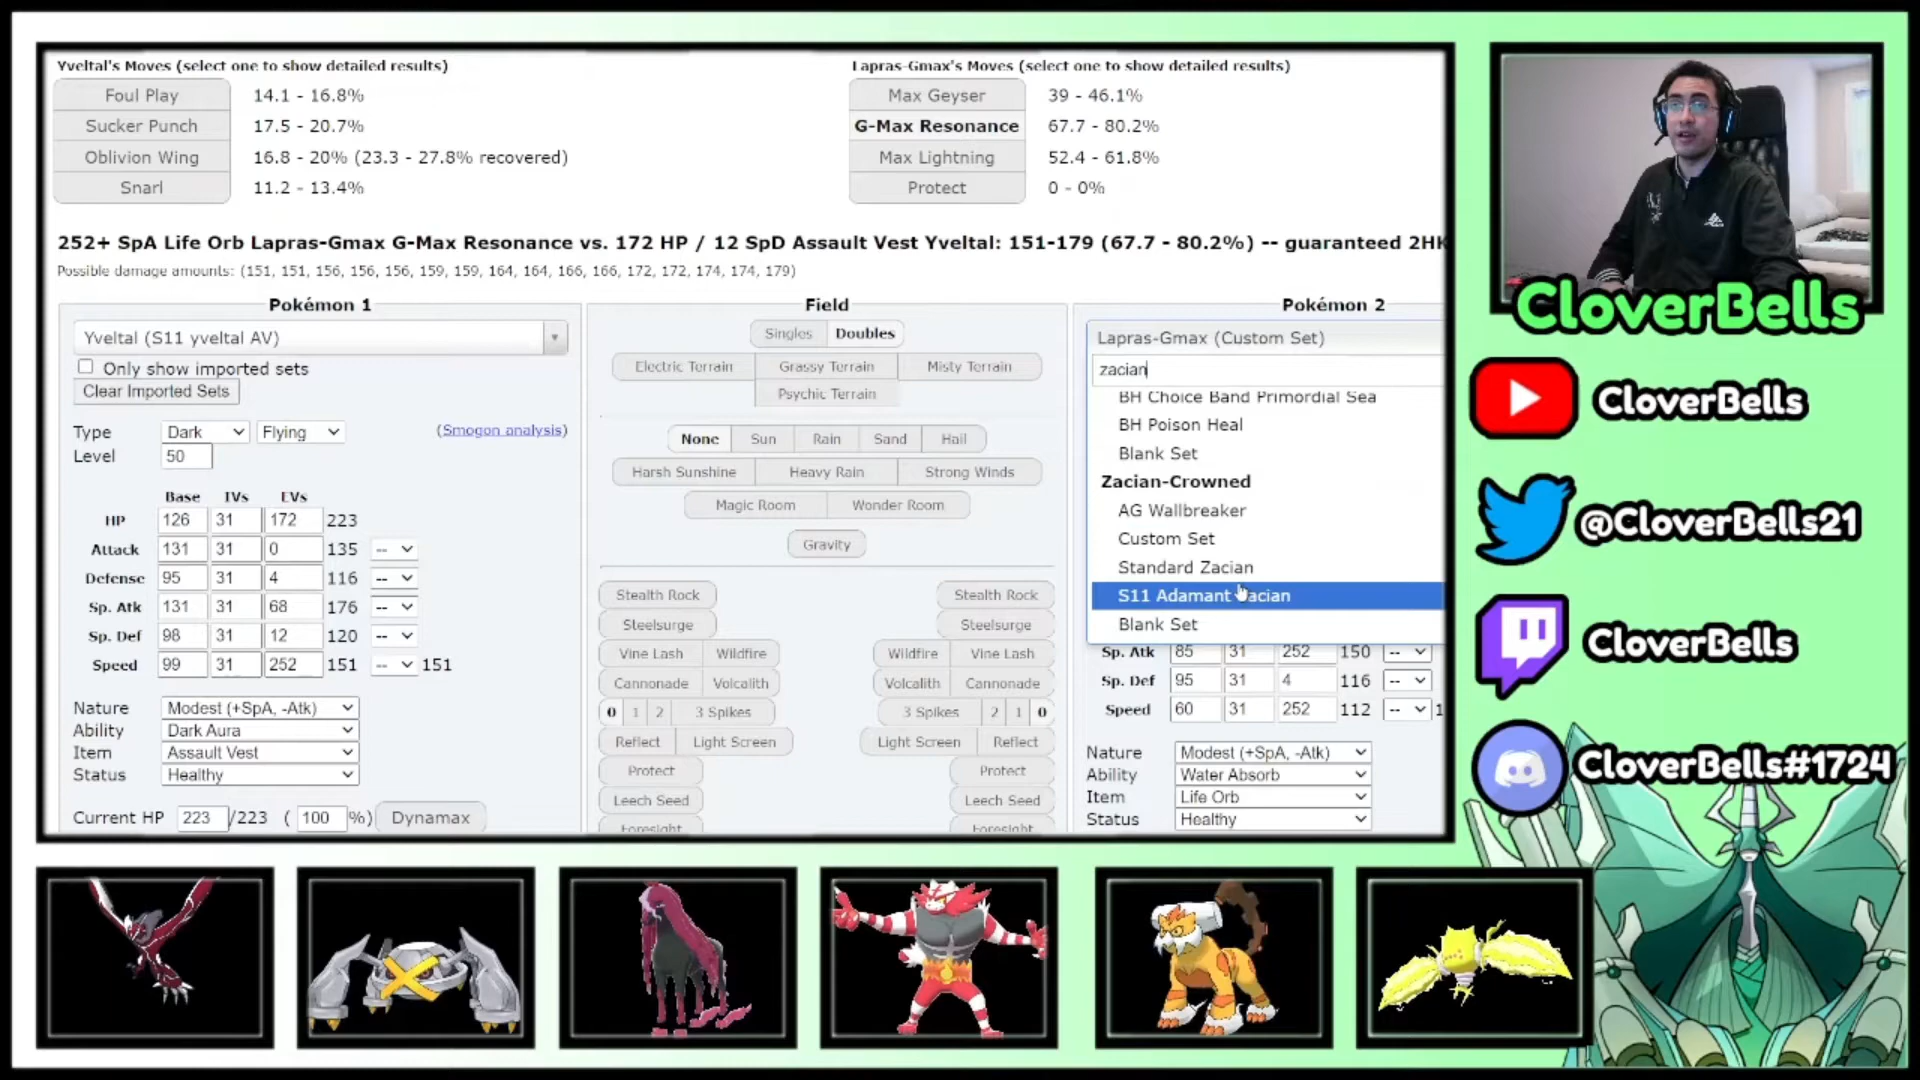 Yveltal's Moves (select one to show detailed results)
Foul Play 14.1 - 16.8%
Sucker Punch 17.5 - 20.7%
Oblivion Wing 16.8 - 20% (23.3 - 27.8% recovered)
Snarl 11.2 - 13.4%
Lapras-Gmax's Moves (select one to show detailed results)
Max Geyser 39 - 46.1%
G-Max Resonance 67.7 - 80.2%
Max Lightning 52.4 - 61.8%
Protect 0 - 0%
252+ SpA Life Orb Lapras-Gmax G-Max Resonance vs. 172 HP / 12 SpD Assault Vest Yveltal: 151-179 (67.7 - 80.2%) -- guaranteed 2HK
Possible damage amounts: (151, 151, 156, 156, 156, 159, 159, 164, 164, 166, 166, 172, 172, 174, 174, 179)
Pokémon 1
Yveltal (S11 yveltal AV)
Only show imported sets
Clear Imported Sets
Type Dark Flying (Smogon analysis)
Level 50
Base IVs EVs
HP 126 31 172 223
Attack 131 31 0 135 --
Defense 95 31 4 116 --
Sp. Atk 131 31 68 176 --
Sp. Def 98 31 12 120 --
Speed 99 31 252 151 -- 151
Nature Modest (+SpA, -Atk)
Ability Dark Aura
Item Assault Vest
Status Healthy
Current HP 223 /223 ( 100 %) Dynamax
Field
Singles Doubles
Electric Terrain Grassy Terrain Misty Terrain
Psychic Terrain
None Sun Rain Sand Hail
Harsh Sunshine Heavy Rain Strong Winds
Magic Room Wonder Room
Gravity
Stealth Rock Stealth Rock
Steelsurge Steelsurge
Vine Lash Wildfire Wildfire Vine Lash
Cannonade Volcalith Volcalith Cannonade
0 1 2 3 Spikes 3 Spikes 2 1 0
Reflect Light Screen Light Screen Reflect
Protect Protect
Leech Seed Leech Seed
Foresight Foresight
Pokémon 2
Lapras-Gmax (Custom Set)
zacian
BH Choice Band Primordial Sea
BH Poison Heal
Blank Set
Zacian-Crowned
AG Wallbreaker
Custom Set
Standard Zacian
S11 Adamant Zacian
Blank Set
Sp. Atk 85 31 252 150 --
Sp. Def 95 31 4 116 --
Speed 60 31 252 112 -- 1
Nature Modest (+SpA, -Atk)
Ability Water Absorb
Item Life Orb
Status Healthy
CloverBells
CloverBells
@CloverBells21
CloverBells
CloverBells#1724